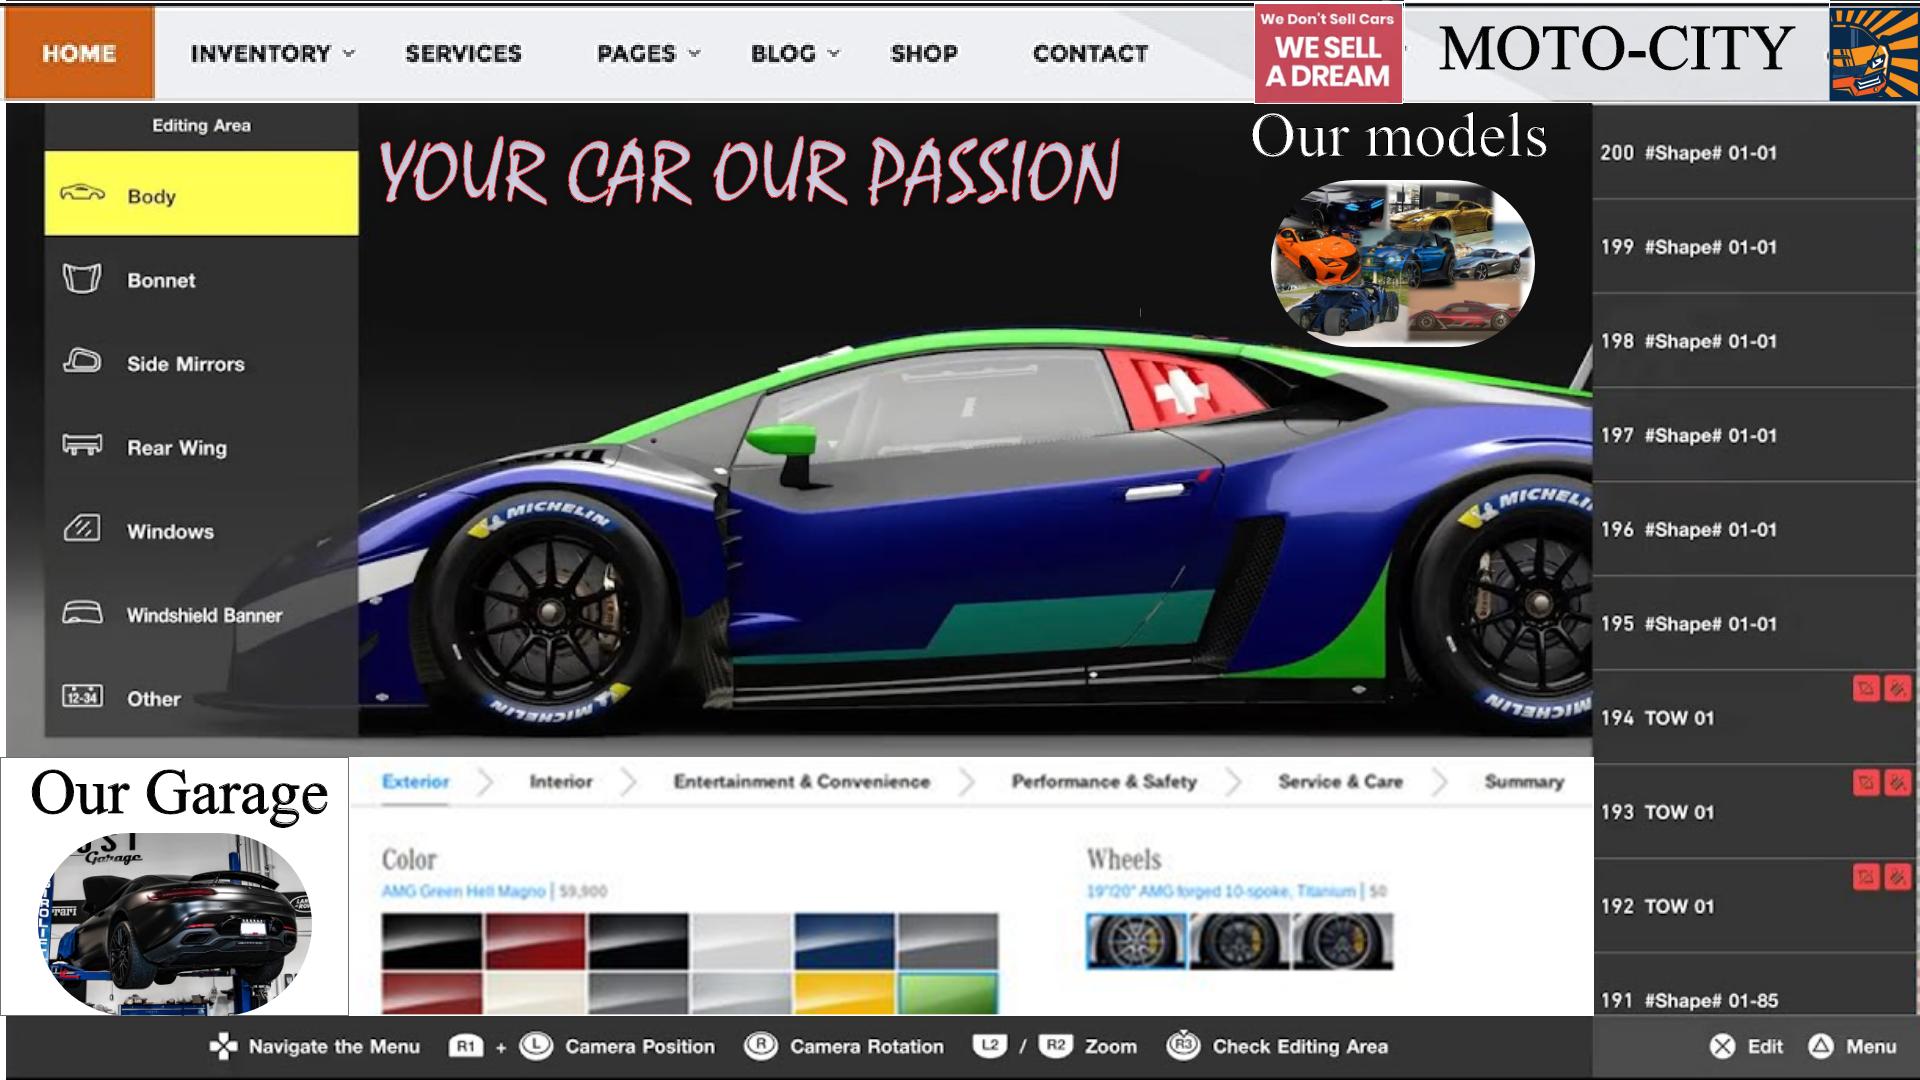 HOME
INVENTORY
SERVICES
PAGES
BLOG
SHOP
CONTACT
We Don't Sell Cars
WE SELL
A DREAM
MOTO-CITY
Editing Area
Body
Bonnet
Side Mirrors
Rear Wing
Windows
Windshield Banner
12-34
Other
YOUR CAR OUR PASSION
Our models
MICHELIN
MICHELIN
MICHELIN
MICHELIN
200 #Shape# 01-01
199 #Shape# 01-01
198 #Shape# 01-01
197 #Shape# 01-01
196 #Shape# 01-01
195 #Shape# 01-01
194 TOW 01
193 TOW 01
192 TOW 01
191 #Shape# 01-85
Our Garage
Garage
Exterior
Interior
Entertainment & Convenience
Performance & Safety
Service & Care
Summary
Color
AMG Green Hell Magno | $9,900
Wheels
19"/20" AMG forged 10-spoke, Titanium | $0
Navigate the Menu
R1 + L Camera Position
R Camera Rotation
L2 / R2 Zoom
R3 Check Editing Area
Edit
Menu